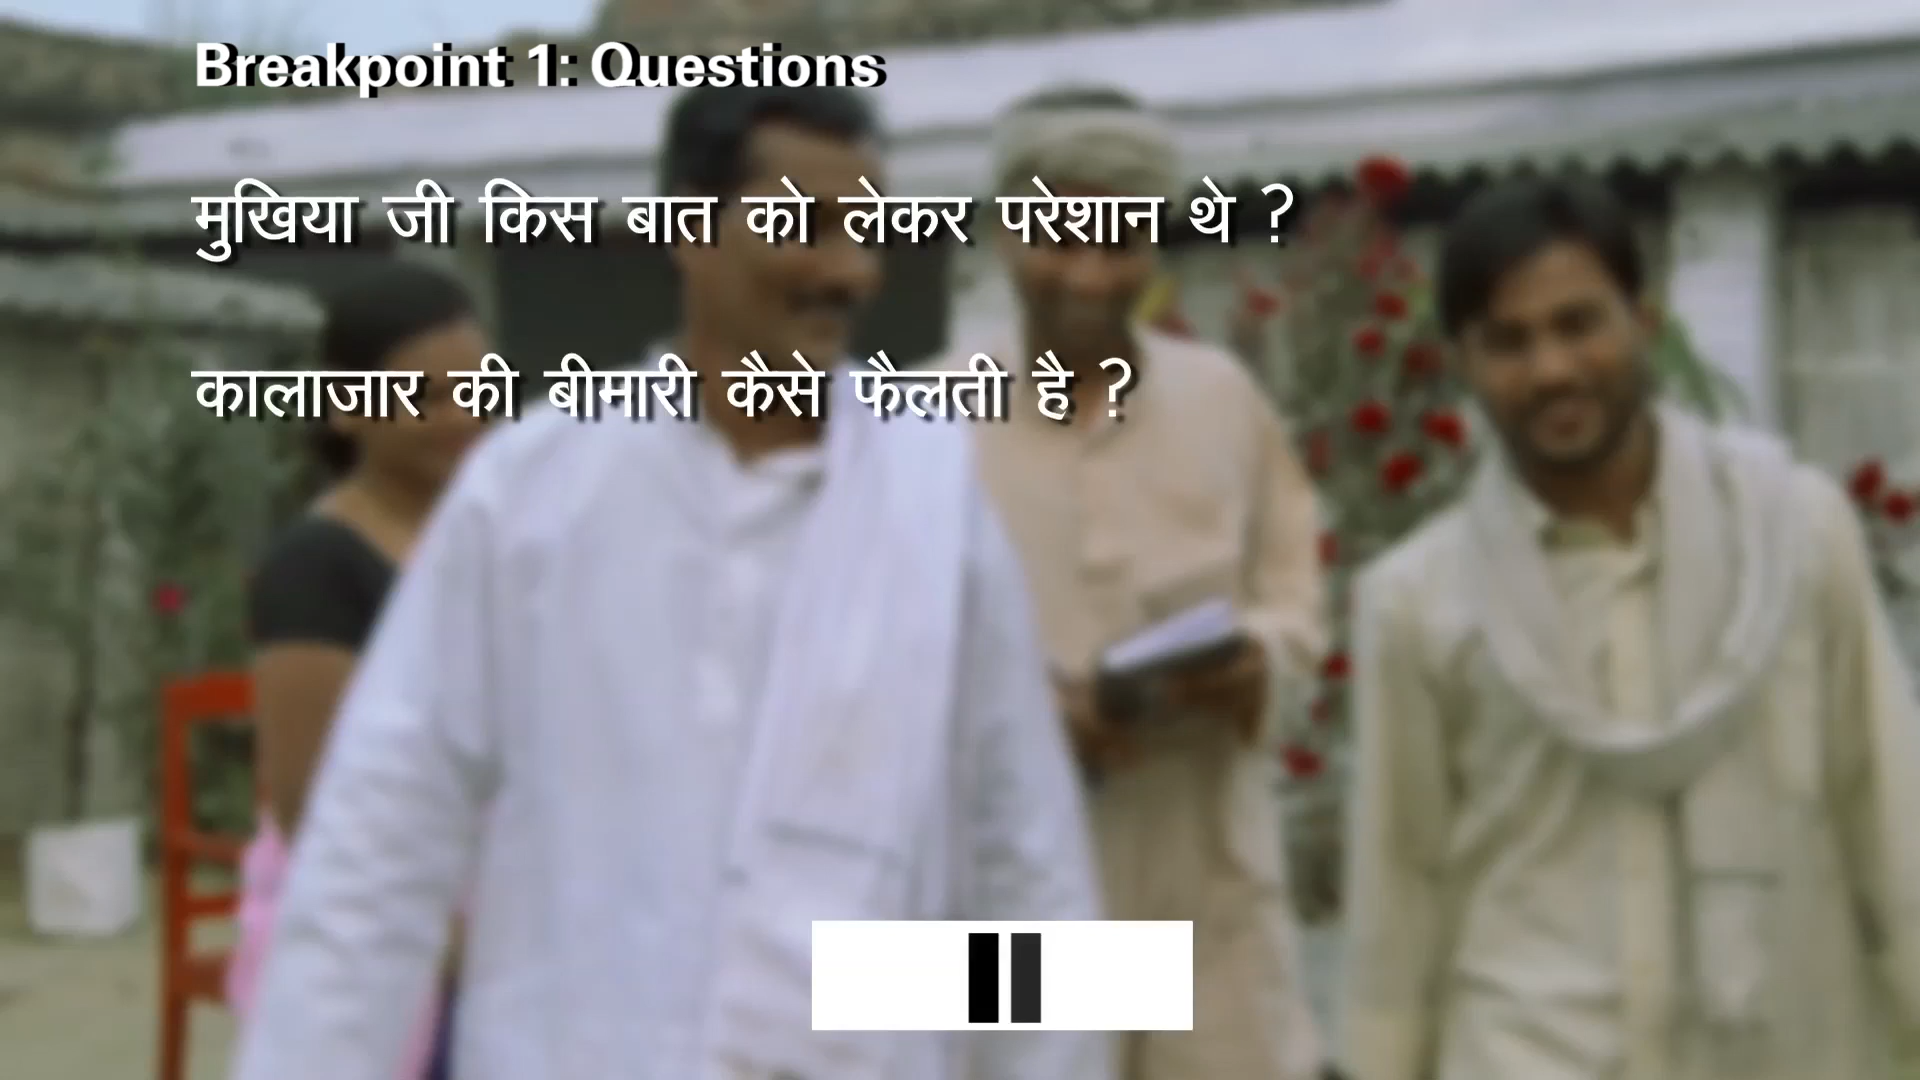 Breakpoint 1: Questions
मुखिया जी किस बात को लेकर परेशान थे ?
कालाजार की बीमारी कैसे फैलती है ?